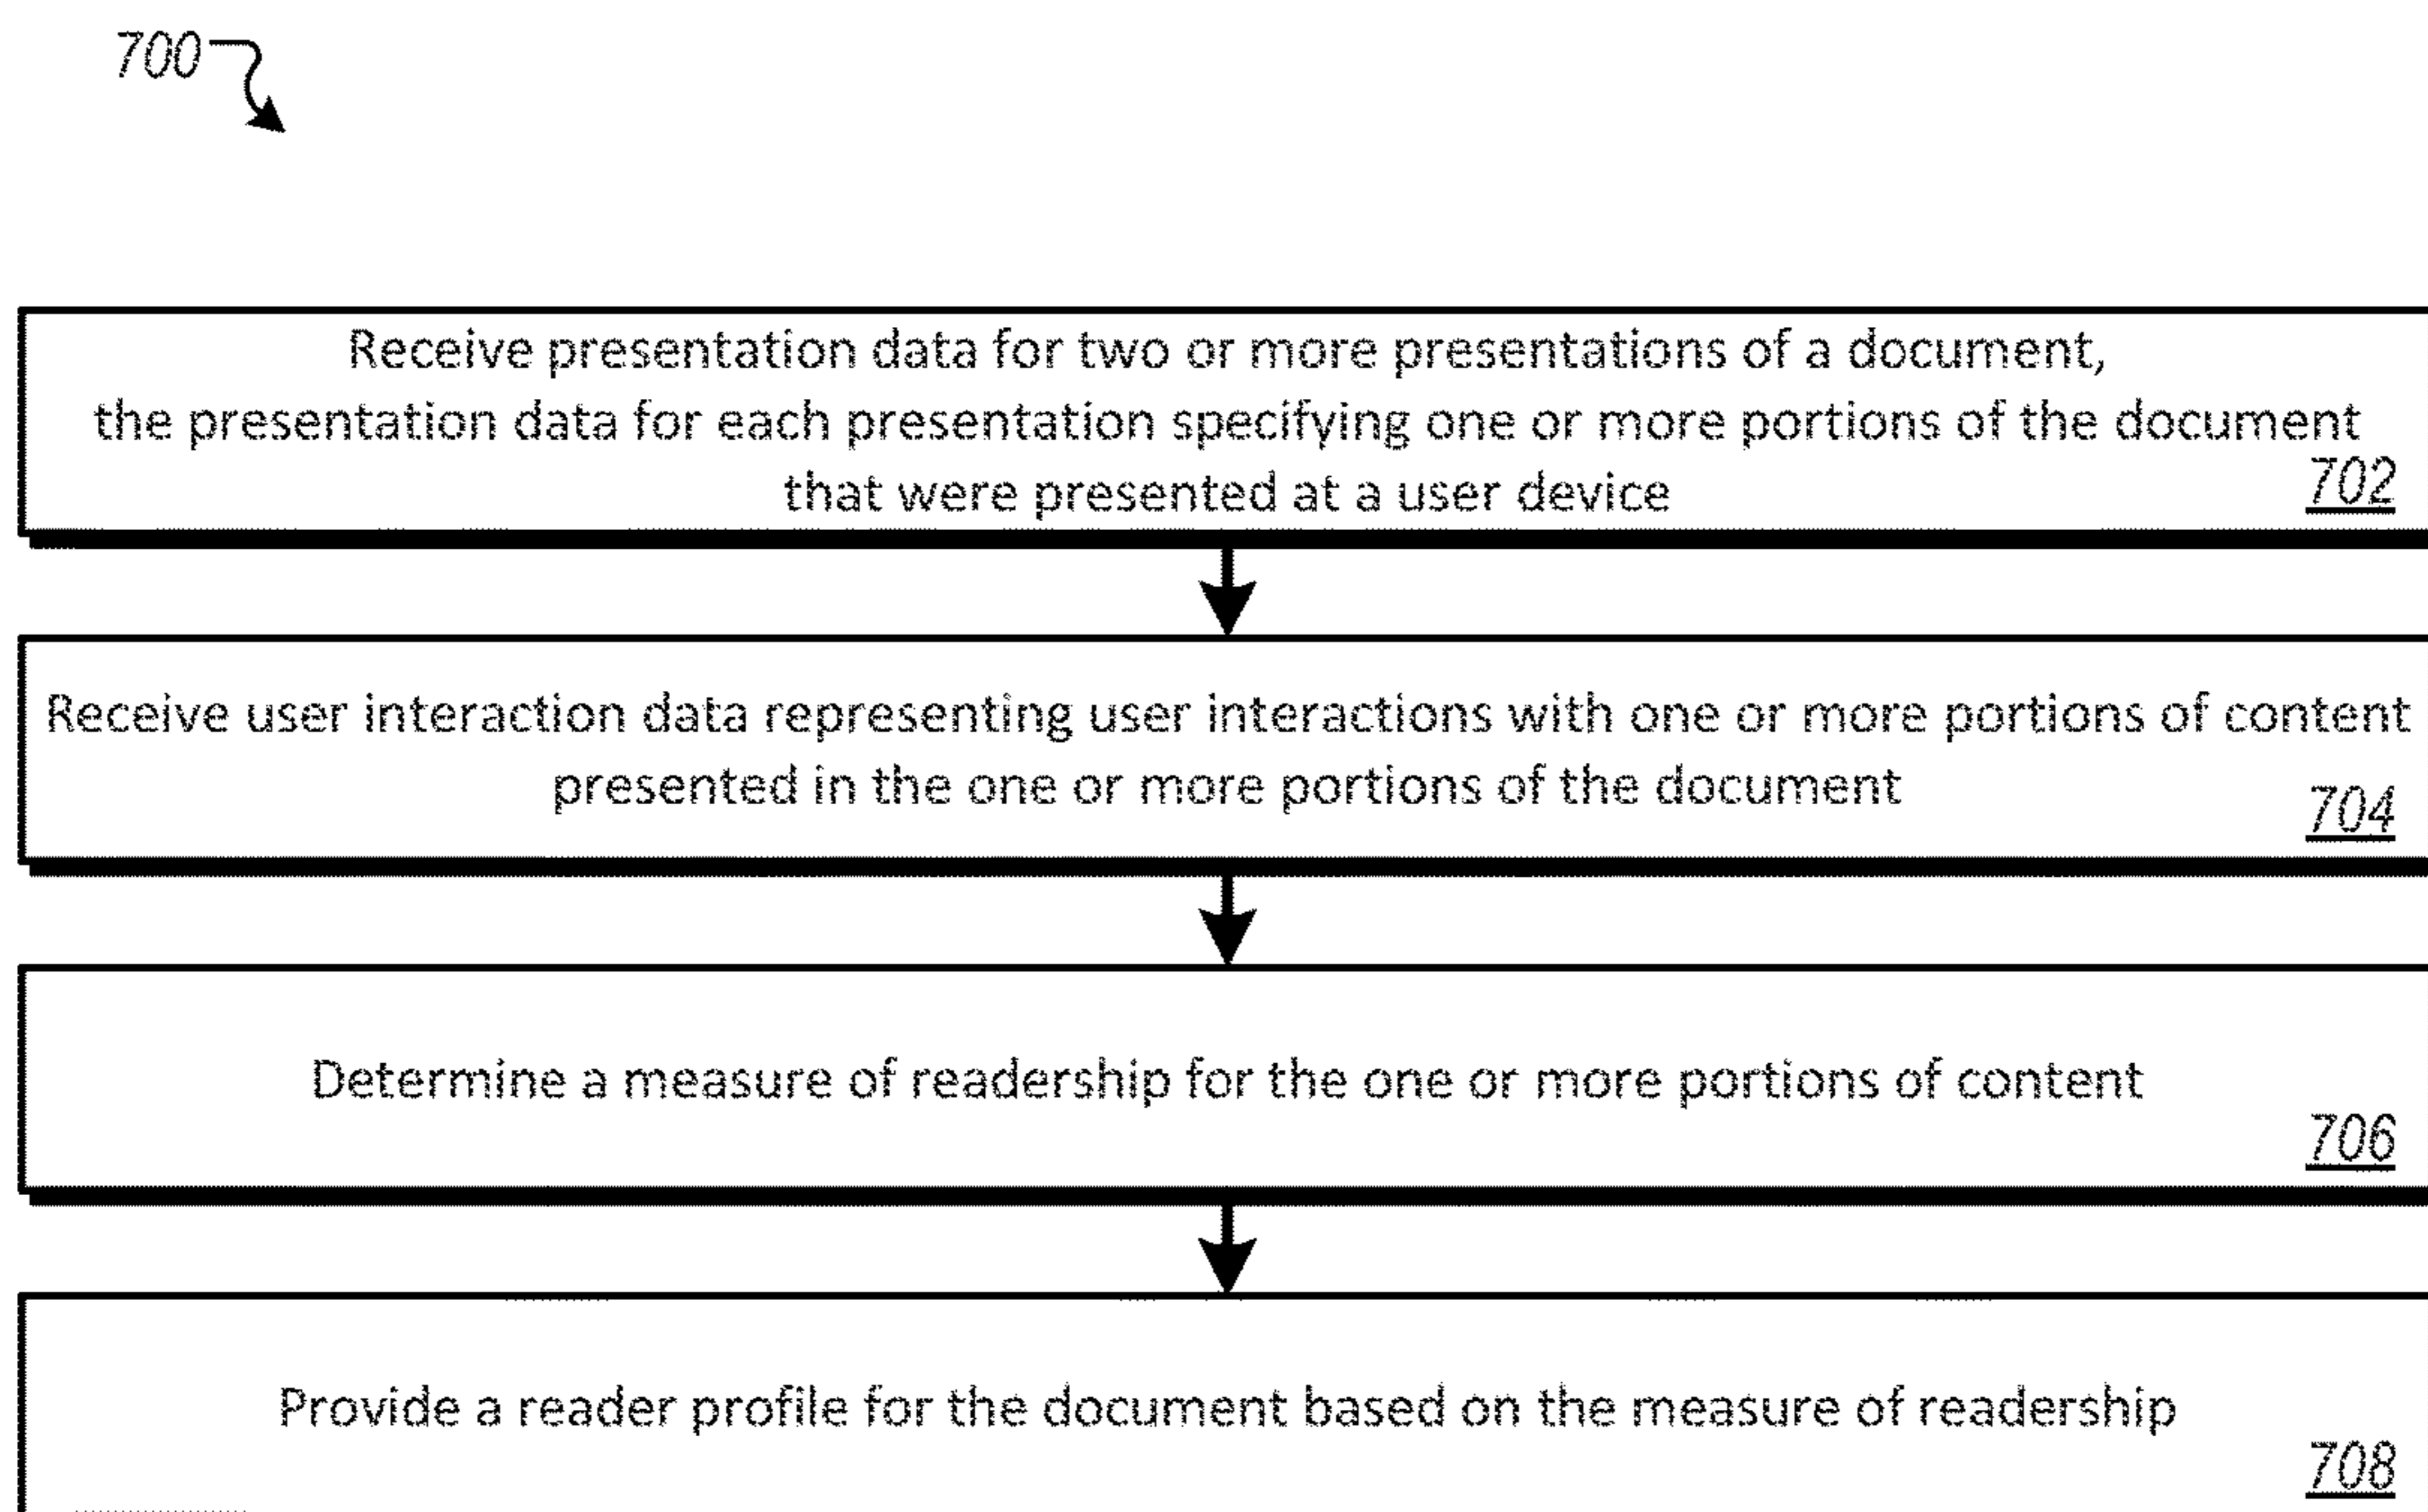 700
Receive presentation data for two or more presentations of a document,
the presentation data for each presentation specifying one or more portions of the document
that were presented at a user device
702
Receive user interaction data representing user interactions with one or more portions of content
presented in the one or more portions of the document
704
Determine a measure of readership for the one or more portions of content
706
Provide a reader profile for the document based on the measure of readership
708